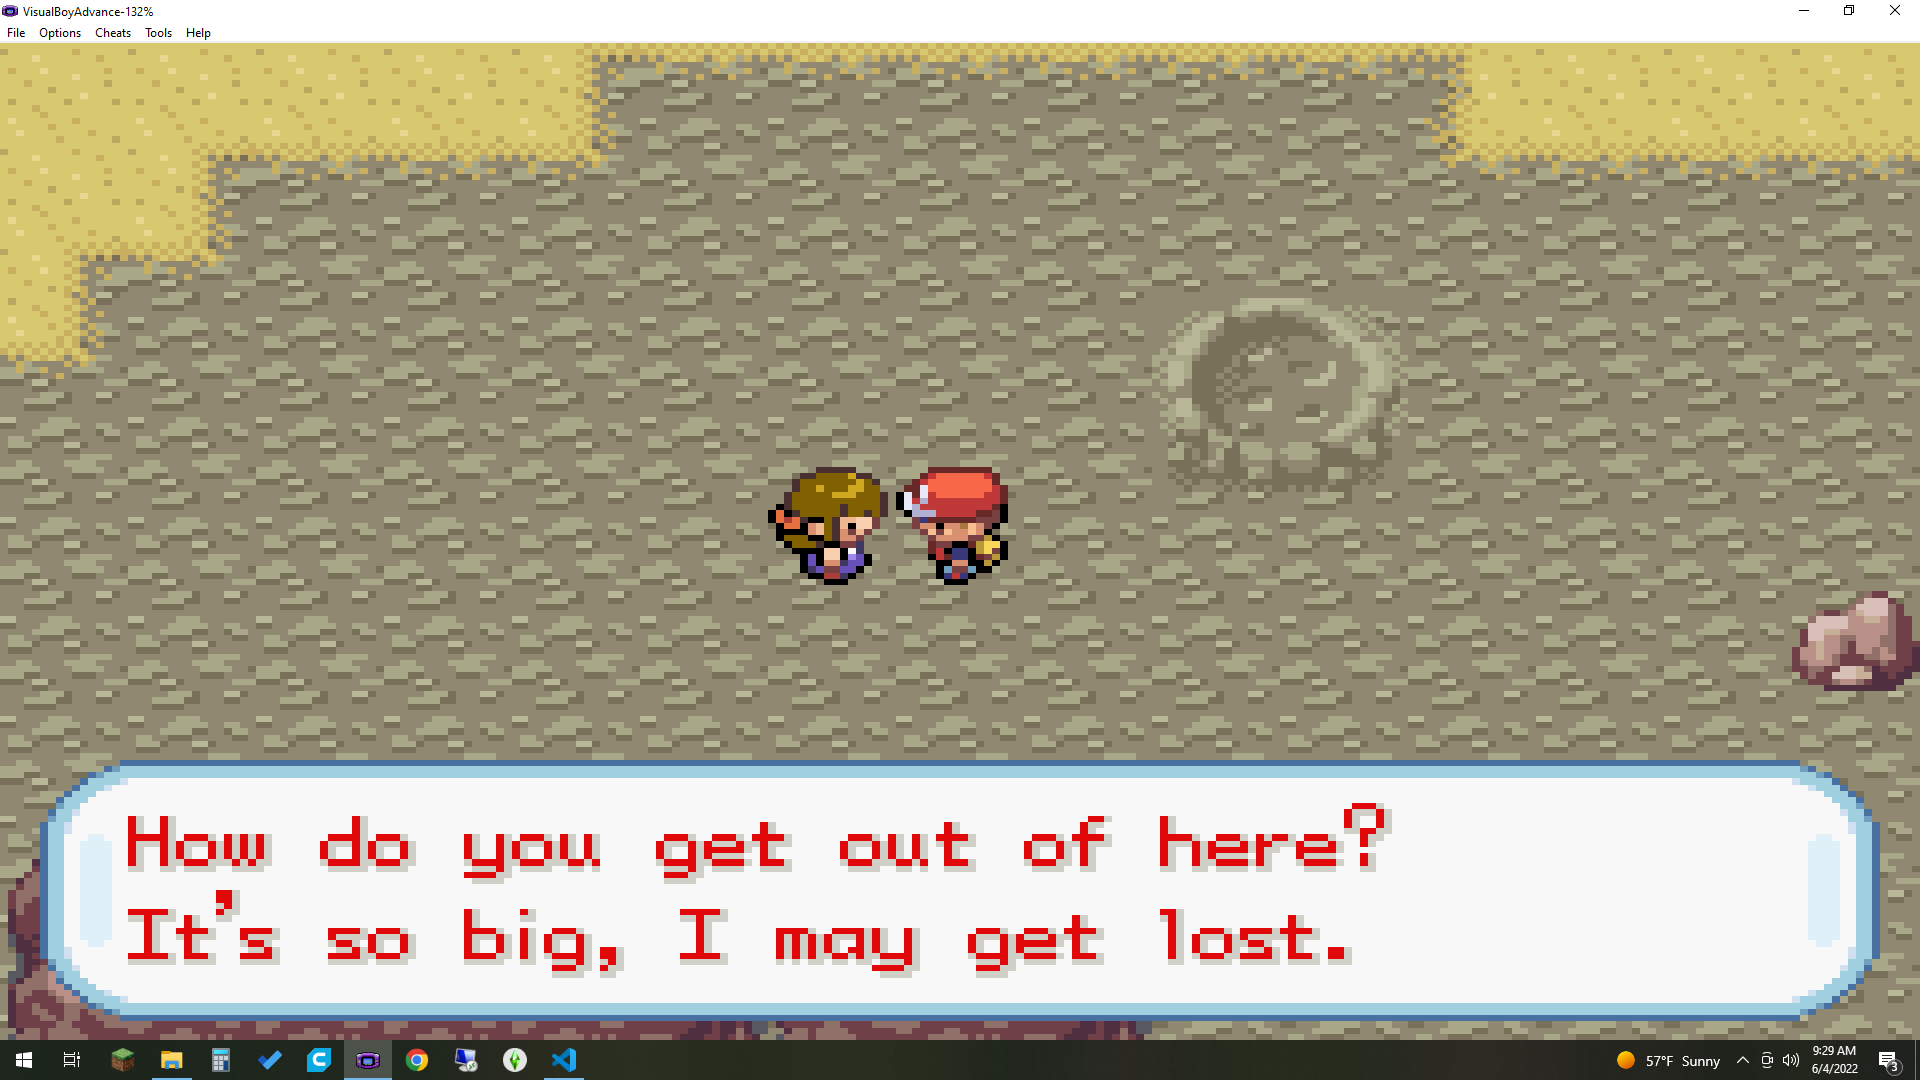 VisualBoyAdvance-132%
File Options Cheats Tools Help
How do you get out of here?
It's so big, I may get lost.
57°F Sunny
9:29 AM
6/4/2022
3